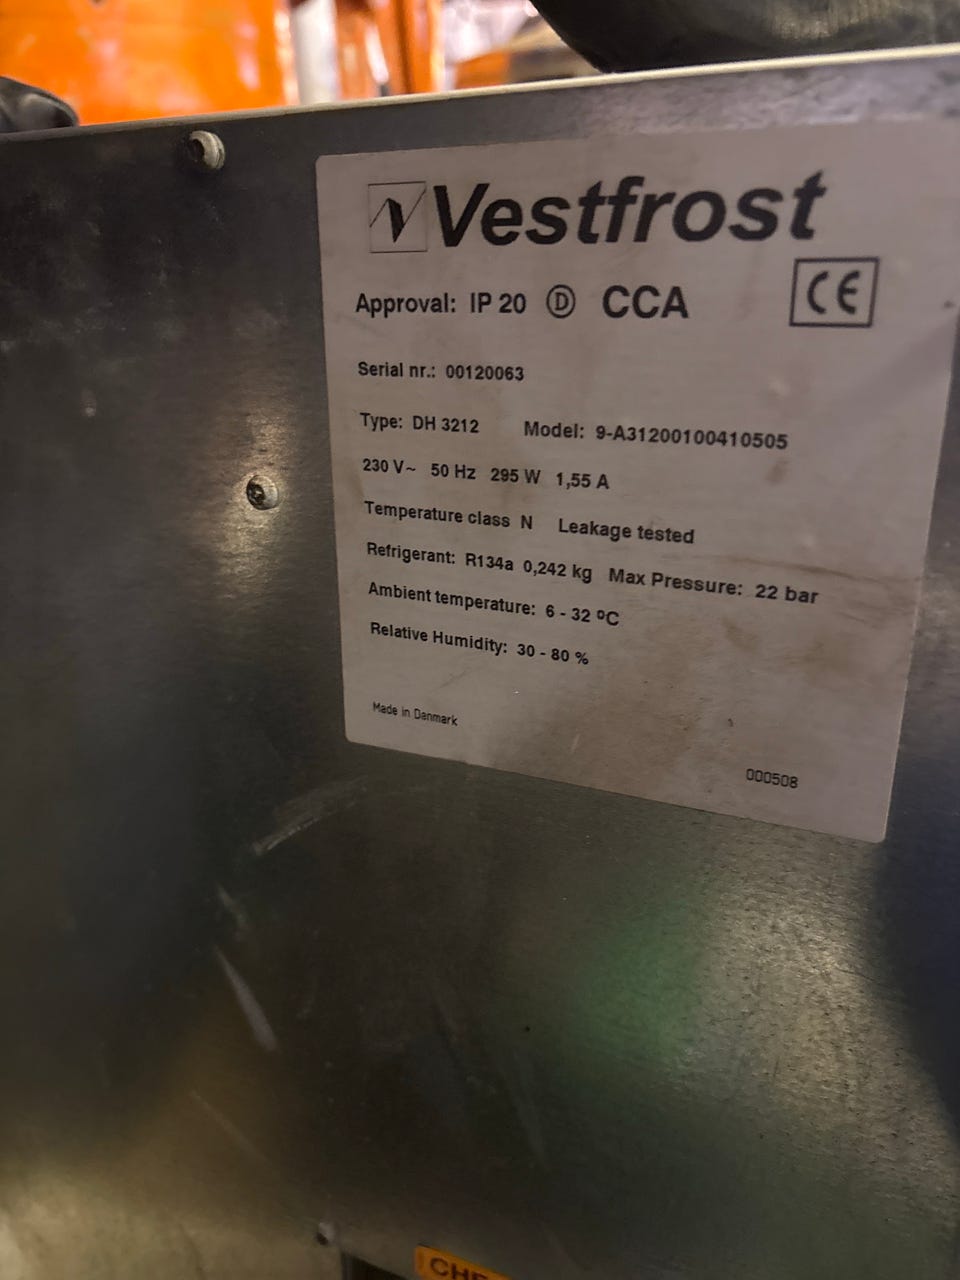 Vestfrost
Approval: IP 20 Ⓓ CCA CE
Serial nr.: 00120063
Type: DH 3212 Model: 9-A31200100410505
230 V~ 50 Hz 295 W 1,55 A
Temperature class N Leakage tested
Refrigerant: R134a 0,242 kg Max Pressure: 22 bar
Ambient temperature: 6 - 32 ºC
Relative Humidity: 30 - 80 %
Made in Danmark
000508